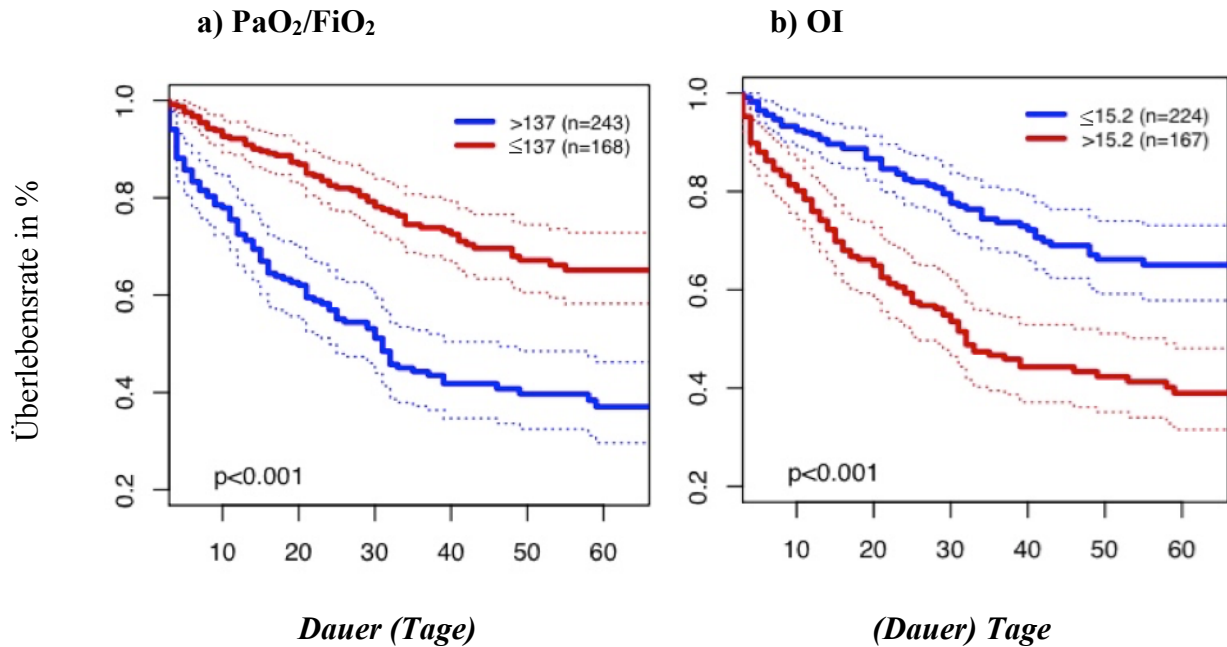 a) PaO₂/FiO₂
b) OI
Überlebensrate in %
1.0
0.8
0.6
0.4
0.2
>137 (n=243)
≤137 (n=168)
p<0.001
10 20 30 40 50 60
Dauer (Tage)
1.0
0.8
0.6
0.4
0.2
≤15.2 (n=224)
>15.2 (n=167)
p<0.001
10 20 30 40 50 60
(Dauer) Tage